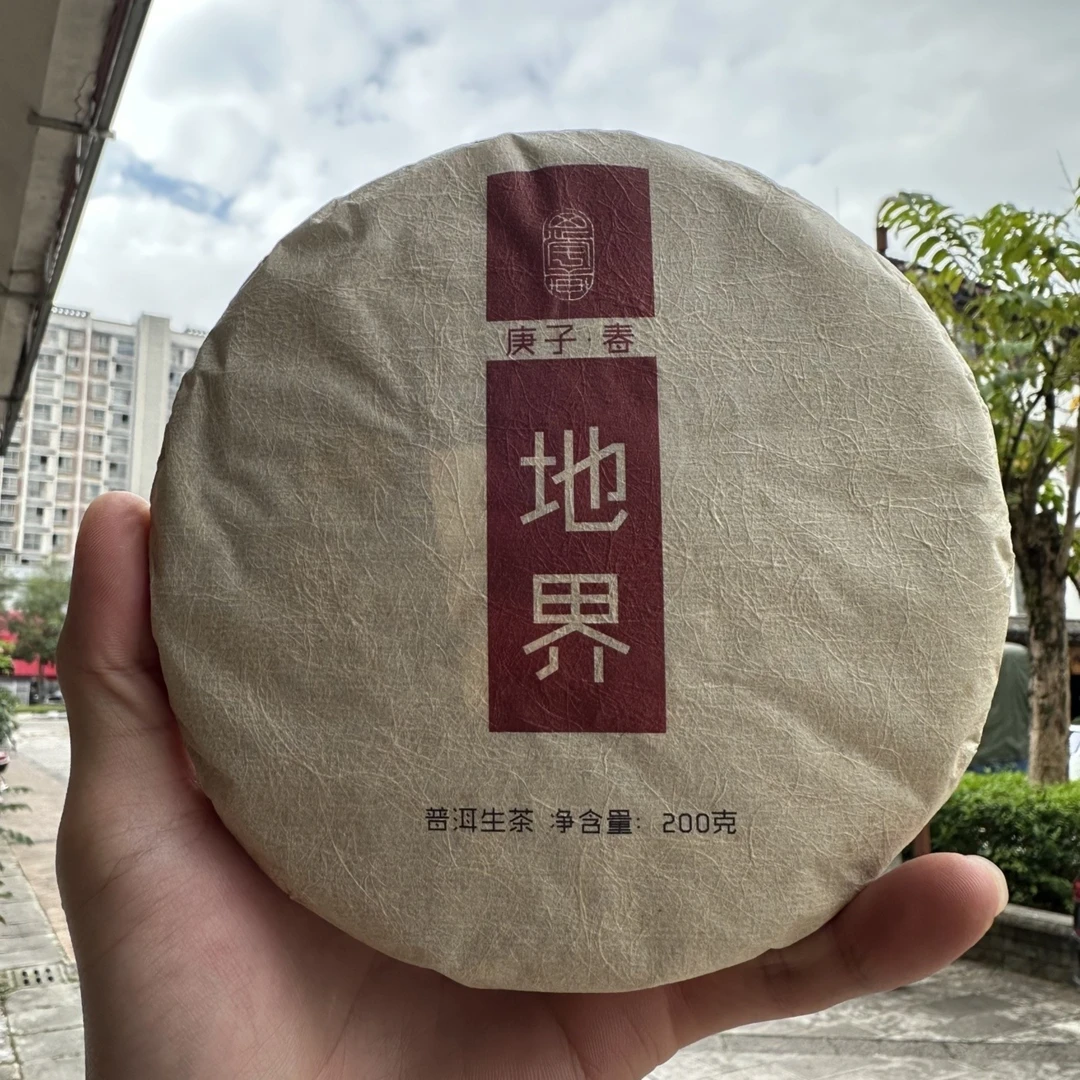 庚子·春
地
界
普洱生茶 净含量：200克